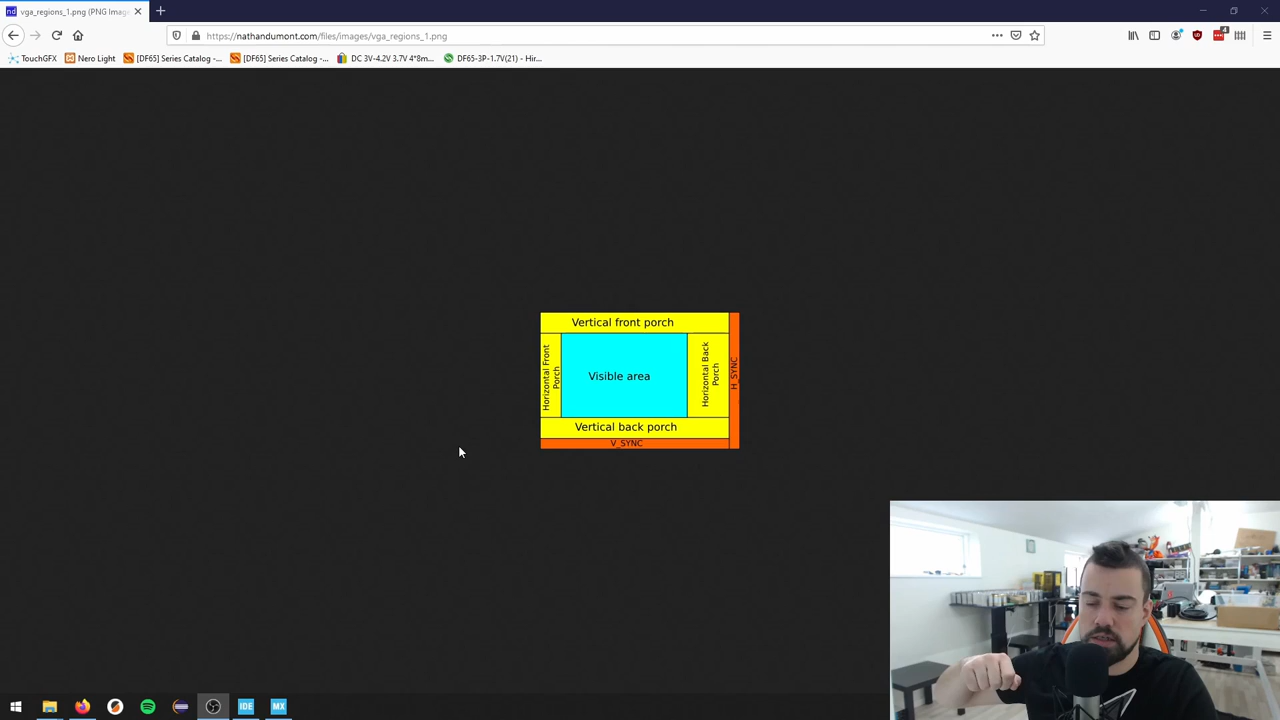 nd vga_regions_1.png (PNG Imag
https://nathandumont.com/files/images/vga_regions_1.png
4
TouchGFX Nero Light [DF65] Series Catalog -... [DF65] Series Catalog -... DC 3V-4.2V 3.7V 4*8m... DF65-3P-1.7V(21) - Hir...
Vertical front porch
Horizontal Front
Porch
Visible area
Horizontal Back
Porch
H_SYNC
Vertical back porch
V_SYNC
IDE MX